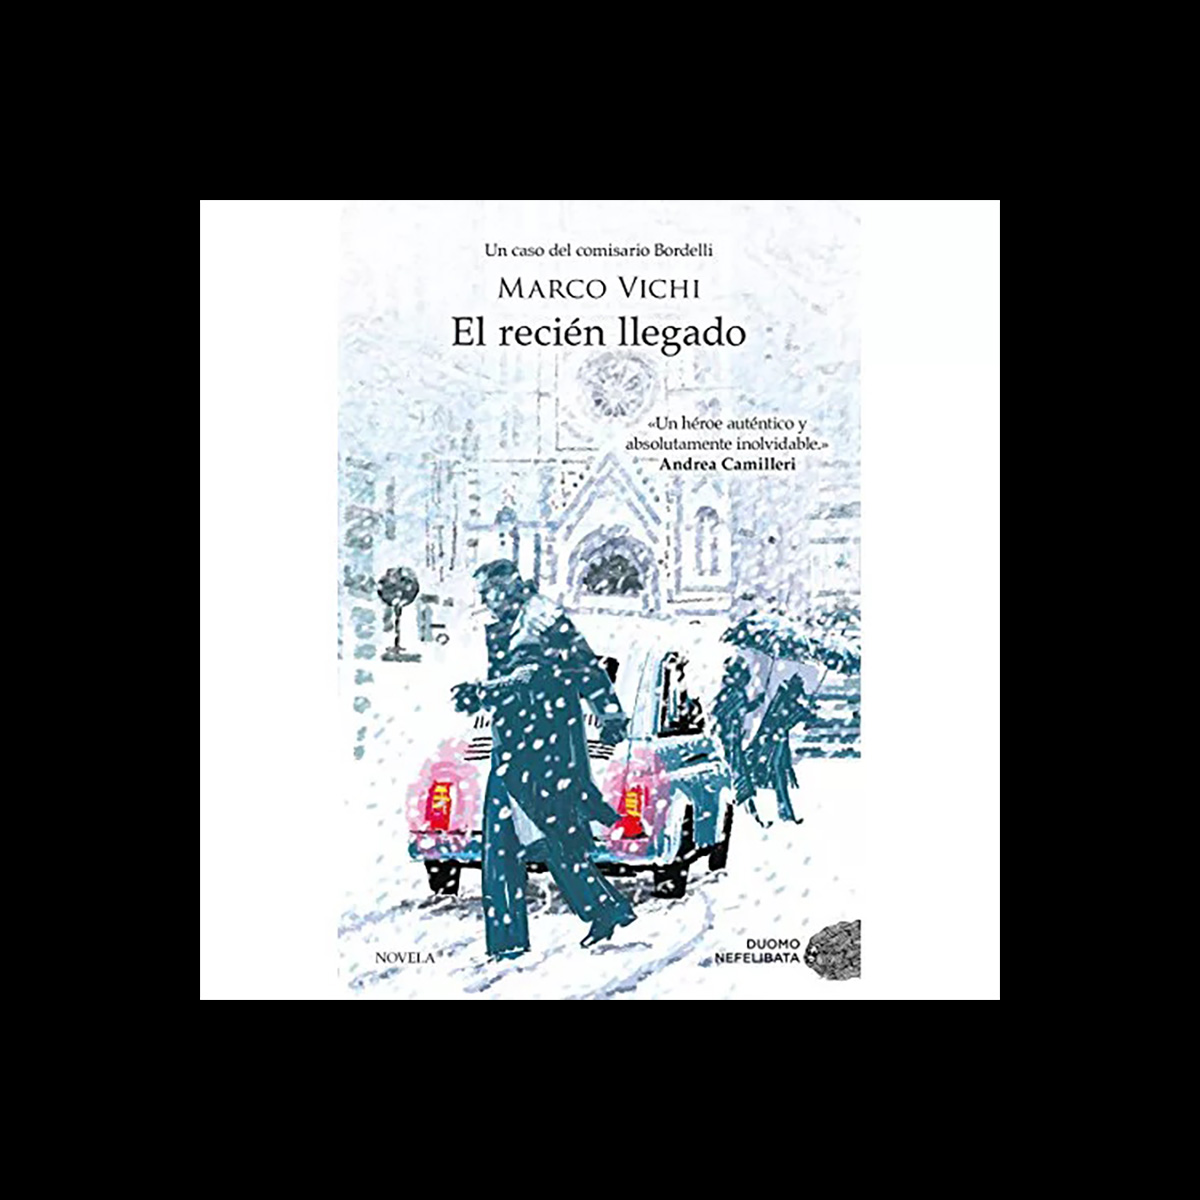 Un caso del comisario Bordelli
MARCO VICHI
El recién llegado
«Un héroe auténtico y
absolutamente inolvidable.»
Andrea Camilleri
NOVELA
DUOMO
NEFELIBATA